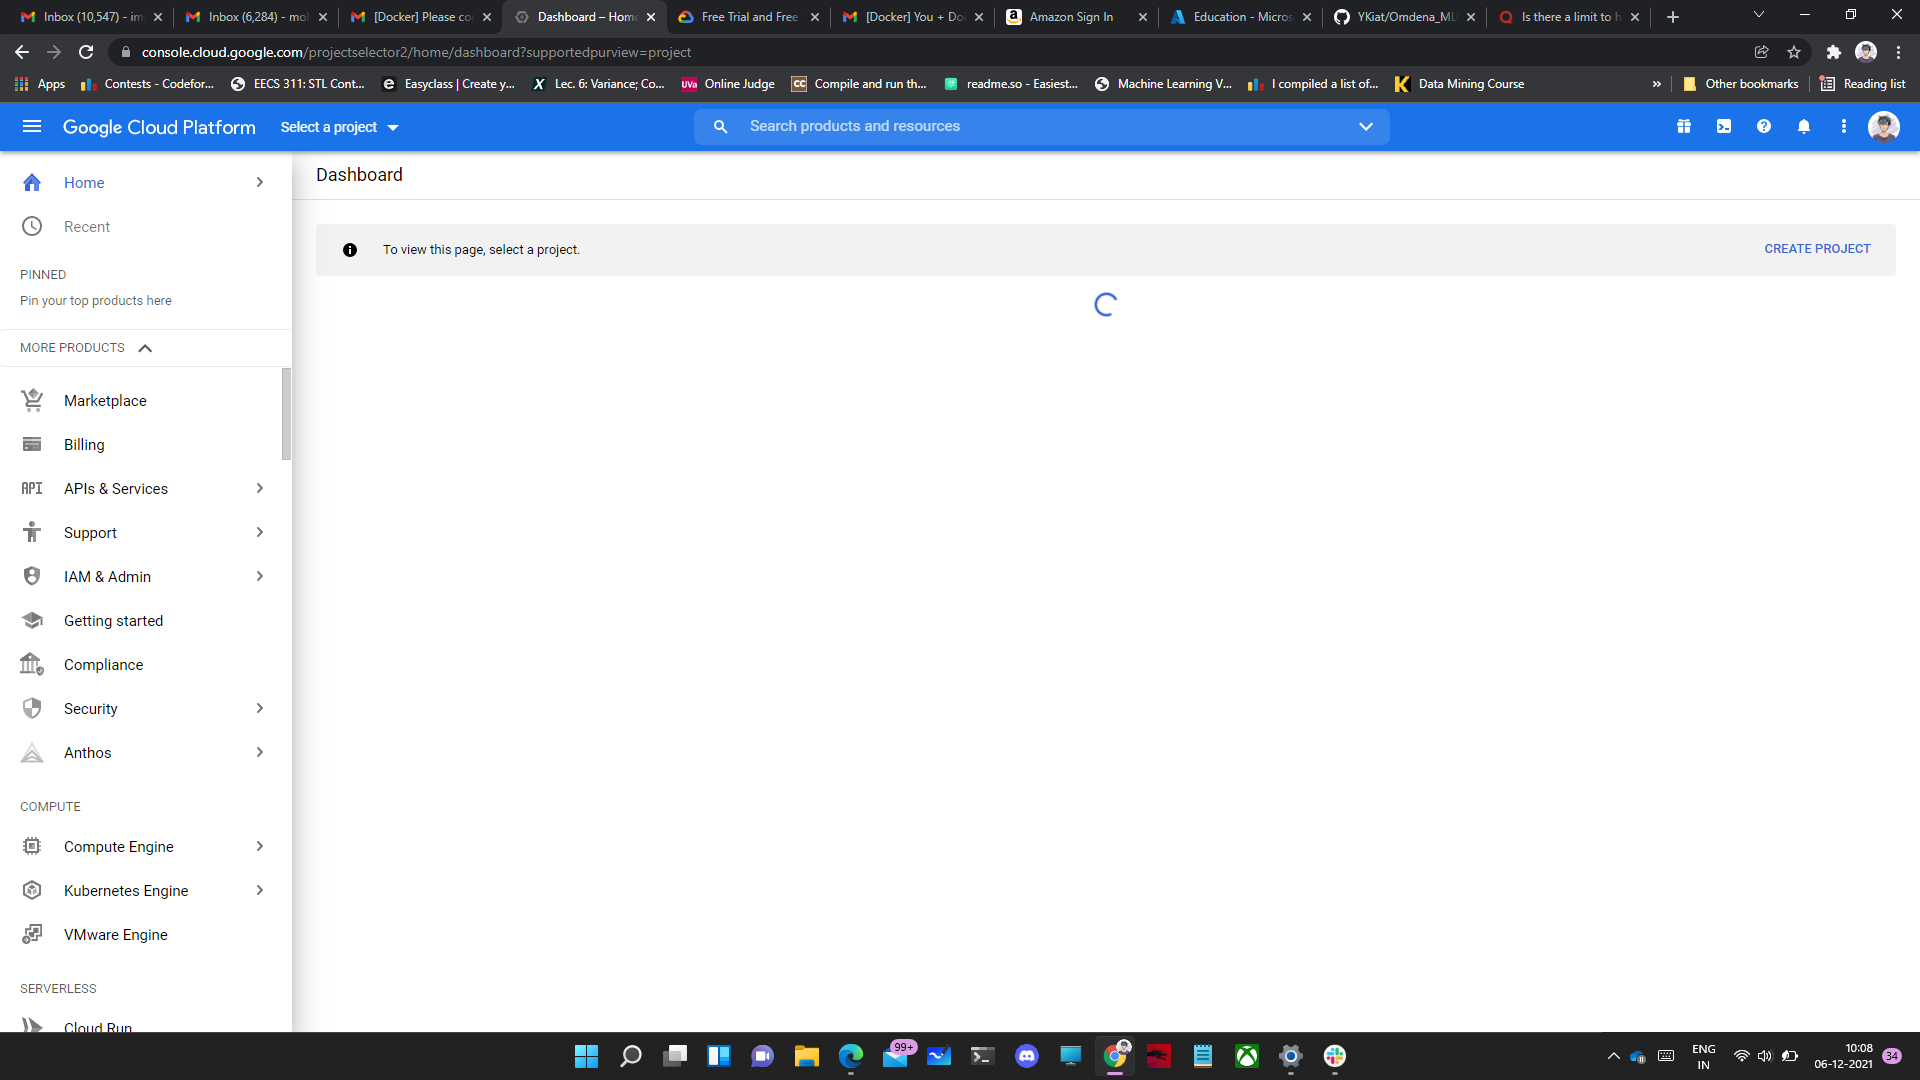 Inbox (10,547) - im
Inbox (6,284) - mo
[Docker] Please co
Dashboard – Home
Free Trial and Free
[Docker] You + Do
Amazon Sign In
Education - Micros
YKiat/Omdena_ML
Is there a limit to h
console.cloud.google.com/projectselector2/home/dashboard?supportedpurview=project
Apps
Contests - Codefor...
EECS 311: STL Cont...
Easyclass | Create y...
Lec. 6: Variance; Co...
UVa Online Judge
CC Compile and run th...
readme.so - Easiest...
Machine Learning V...
I compiled a list of...
Data Mining Course
»
Other bookmarks
Reading list
Google Cloud Platform
Select a project
Search products and resources
Home
Recent
PINNED
Pin your top products here
MORE PRODUCTS
Marketplace
Billing
API APIs & Services
Support
IAM & Admin
Getting started
Compliance
Security
Anthos
COMPUTE
Compute Engine
Kubernetes Engine
VMware Engine
SERVERLESS
Cloud Run
Dashboard
To view this page, select a project.
CREATE PROJECT
99+
ENG
IN
10:08
06-12-2021
34